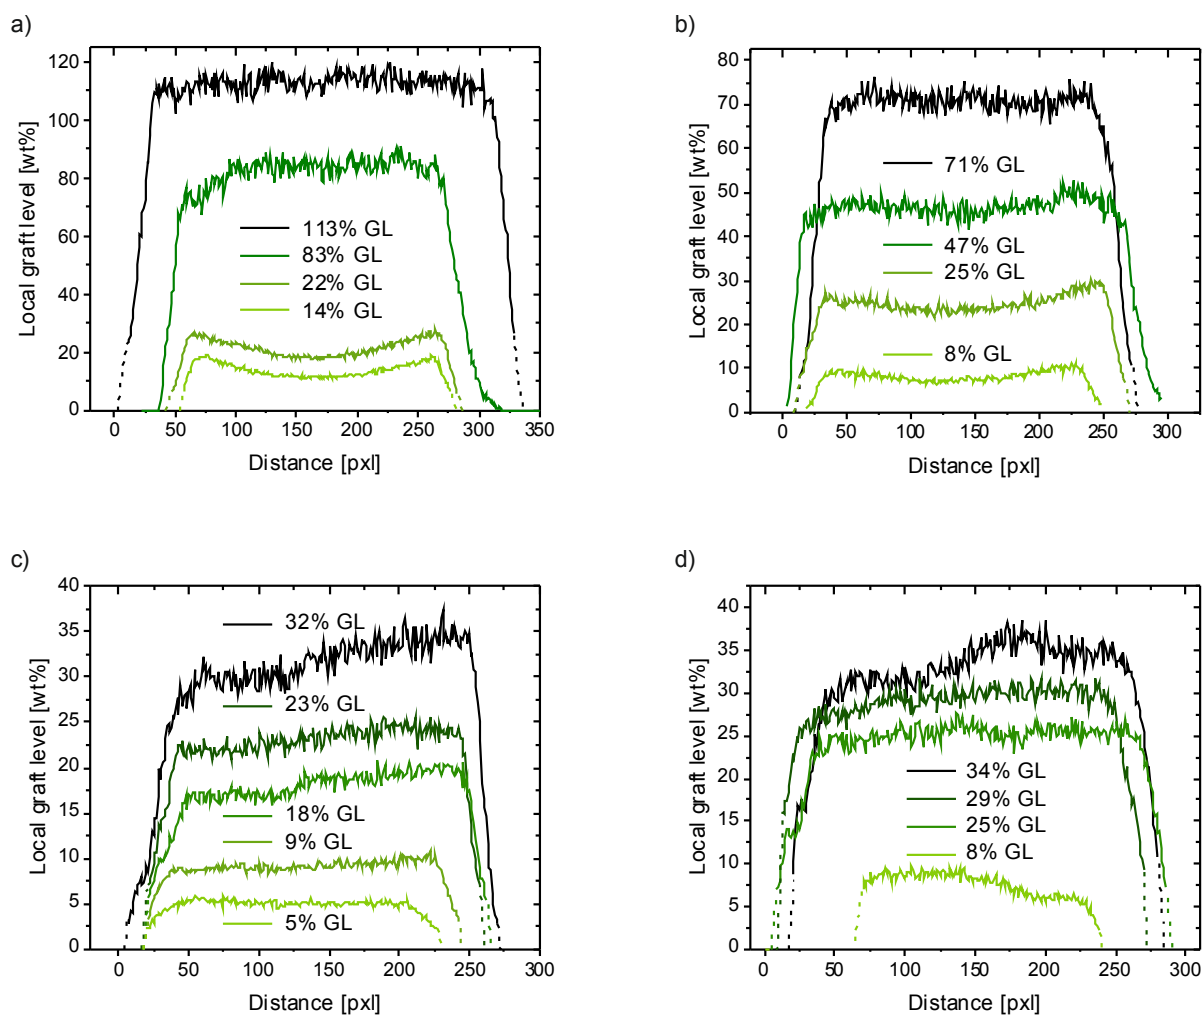 a)
Local graft level [wt%]
120
100
80
60
40
20
0
113% GL
83% GL
22% GL
14% GL
0 50 100 150 200 250 300 350
Distance [pxl]
b)
Local graft level [wt%]
80
70
60
50
40
30
20
10
0
71% GL
47% GL
25% GL
8% GL
0 50 100 150 200 250 300
Distance [pxl]
c)
Local graft level [wt%]
40
35
30
25
20
15
10
5
0
32% GL
23% GL
18% GL
9% GL
5% GL
0 50 100 150 200 250 300
Distance [pxl]
d)
Local graft level [wt%]
40
35
30
25
20
15
10
5
0
34% GL
29% GL
25% GL
8% GL
0 50 100 150 200 250 300
Distance [pxl]